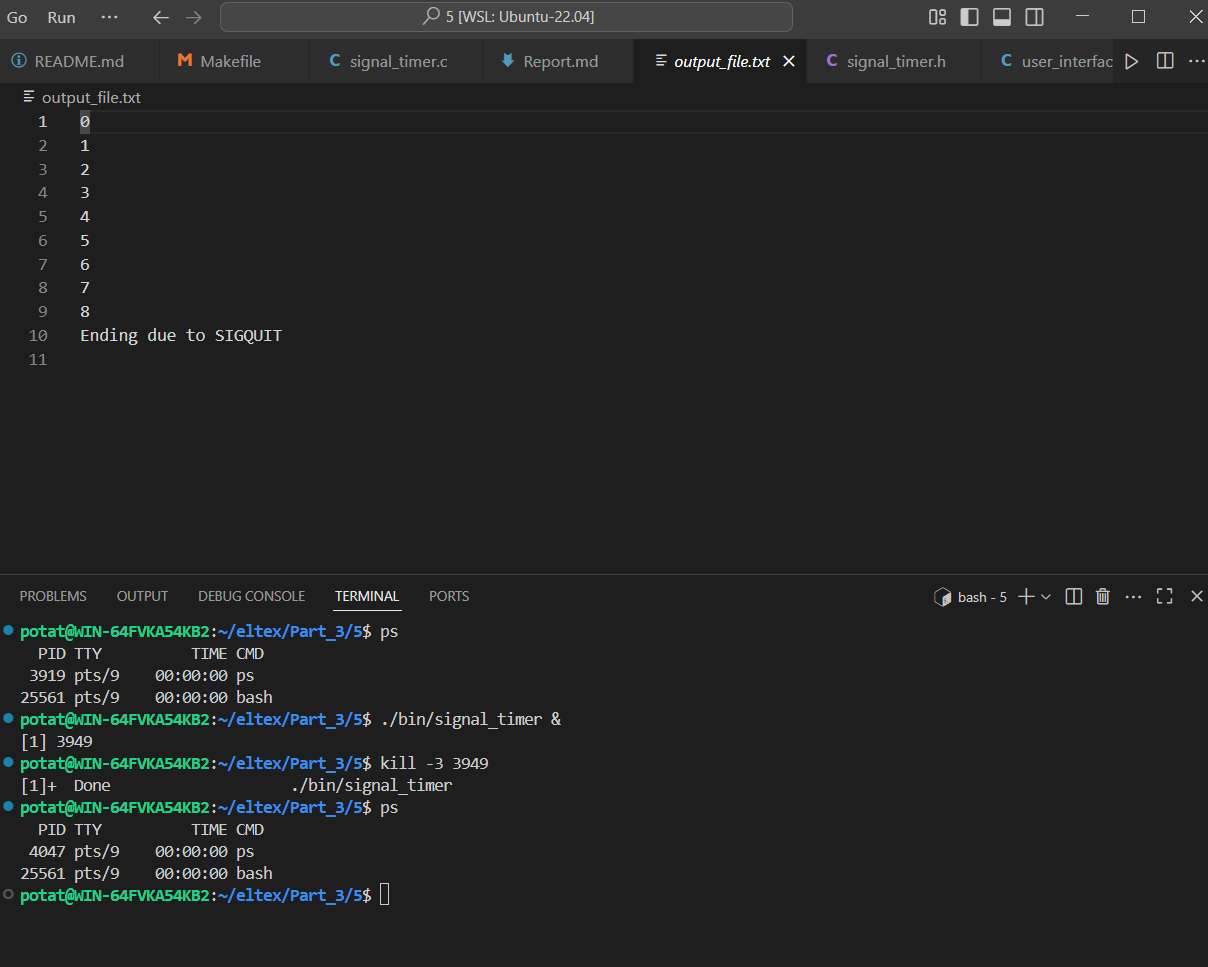 Go Run ··· ← → 5 [WSL: Ubuntu-22.04]
README.md Makefile signal_timer.c Report.md output_file.txt signal_timer.h user_interfac
output_file.txt
1 0
2 1
3 2
4 3
5 4
6 5
7 6
8 7
9 8
10 Ending due to SIGQUIT
11
PROBLEMS OUTPUT DEBUG CONSOLE TERMINAL PORTS bash - 5
potat@WIN-64FVKA54KB2:~/eltex/Part_3/5$ ps
PID TTY TIME CMD
3919 pts/9 00:00:00 ps
25561 pts/9 00:00:00 bash
potat@WIN-64FVKA54KB2:~/eltex/Part_3/5$ ./bin/signal_timer &
[1] 3949
potat@WIN-64FVKA54KB2:~/eltex/Part_3/5$ kill -3 3949
[1]+ Done ./bin/signal_timer
potat@WIN-64FVKA54KB2:~/eltex/Part_3/5$ ps
PID TTY TIME CMD
4047 pts/9 00:00:00 ps
25561 pts/9 00:00:00 bash
potat@WIN-64FVKA54KB2:~/eltex/Part_3/5$